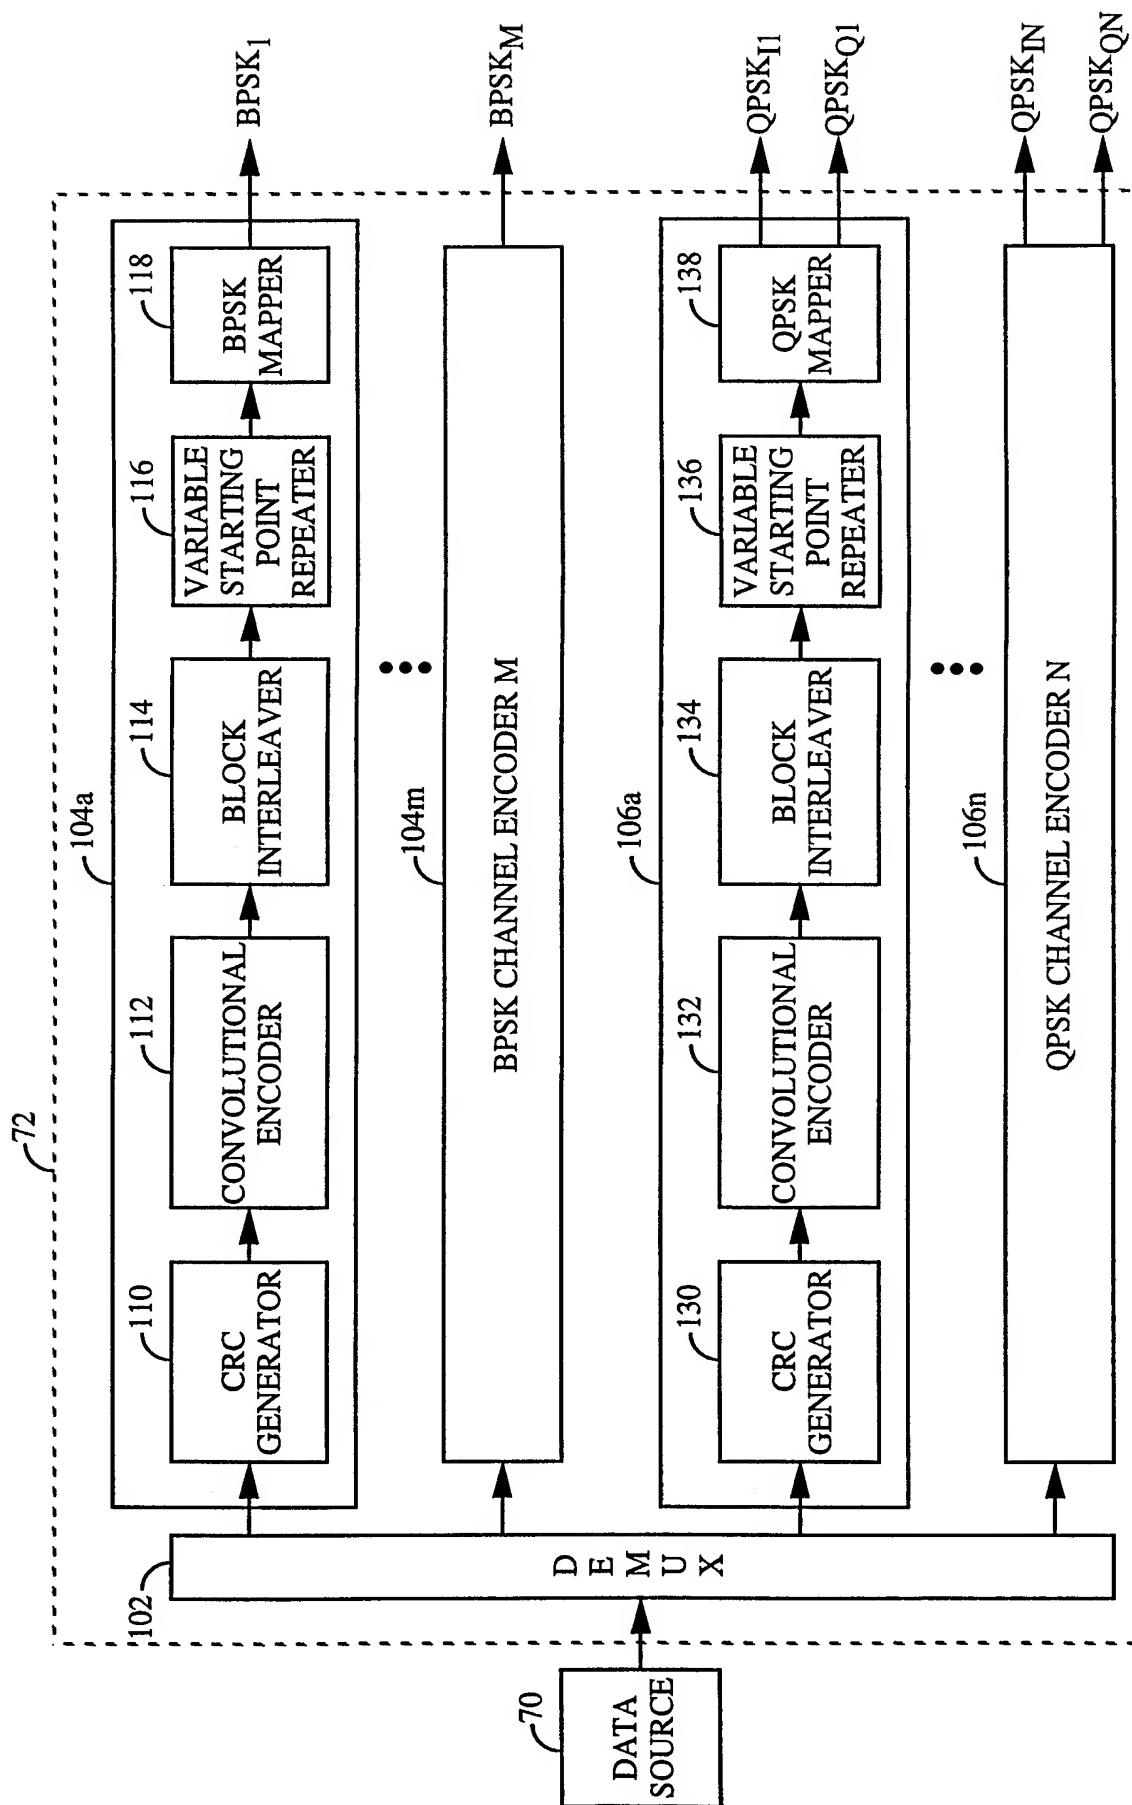 72
70
DATA
SOURCE
102
D
E
M
U
X
104a
110
CRC
GENERATOR
112
CONVOLUTIONAL
ENCODER
114
BLOCK
INTERLEAVER
116
VARIABLE
STARTING
POINT
REPEATER
118
BPSK
MAPPER
BPSK1
104m
BPSK CHANNEL ENCODER M
BPSKM
106a
130
CRC
GENERATOR
132
CONVOLUTIONAL
ENCODER
134
BLOCK
INTERLEAVER
136
VARIABLE
STARTING
POINT
REPEATER
138
QPSK
MAPPER
QPSKI1
QPSKQ1
106n
QPSK CHANNEL ENCODER N
QPSKIN
QPSKQN